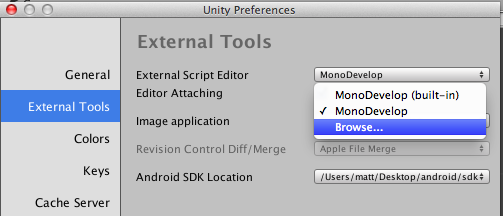 Unity Preferences
External Tools
General
External Tools
Colors
Keys
Cache Server
External Script Editor
MonoDevelop
Editor Attaching
MonoDevelop (built-in)
✓ MonoDevelop
Browse...
Image application
Revision Control Diff/Merge
Apple File Merge
Android SDK Location
/Users/matt/Desktop/android/sdk